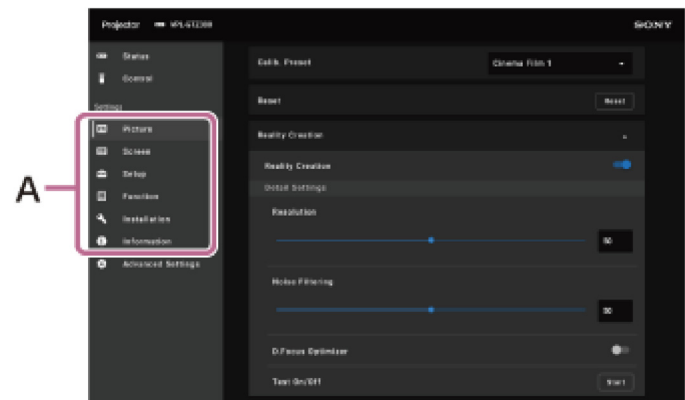 Projector VPL-GTZ380 SONY
Status
Control
Settings
A
Picture
Screen
Setup
Function
Installation
Information
Advanced Settings
Calib. Preset Cinema Film 1
Reset Reset
Reality Creation
Reality Creation
Detail Settings
Resolution
50
Noise Filtering
50
D.Focus Optimizer
Test On/Off Start